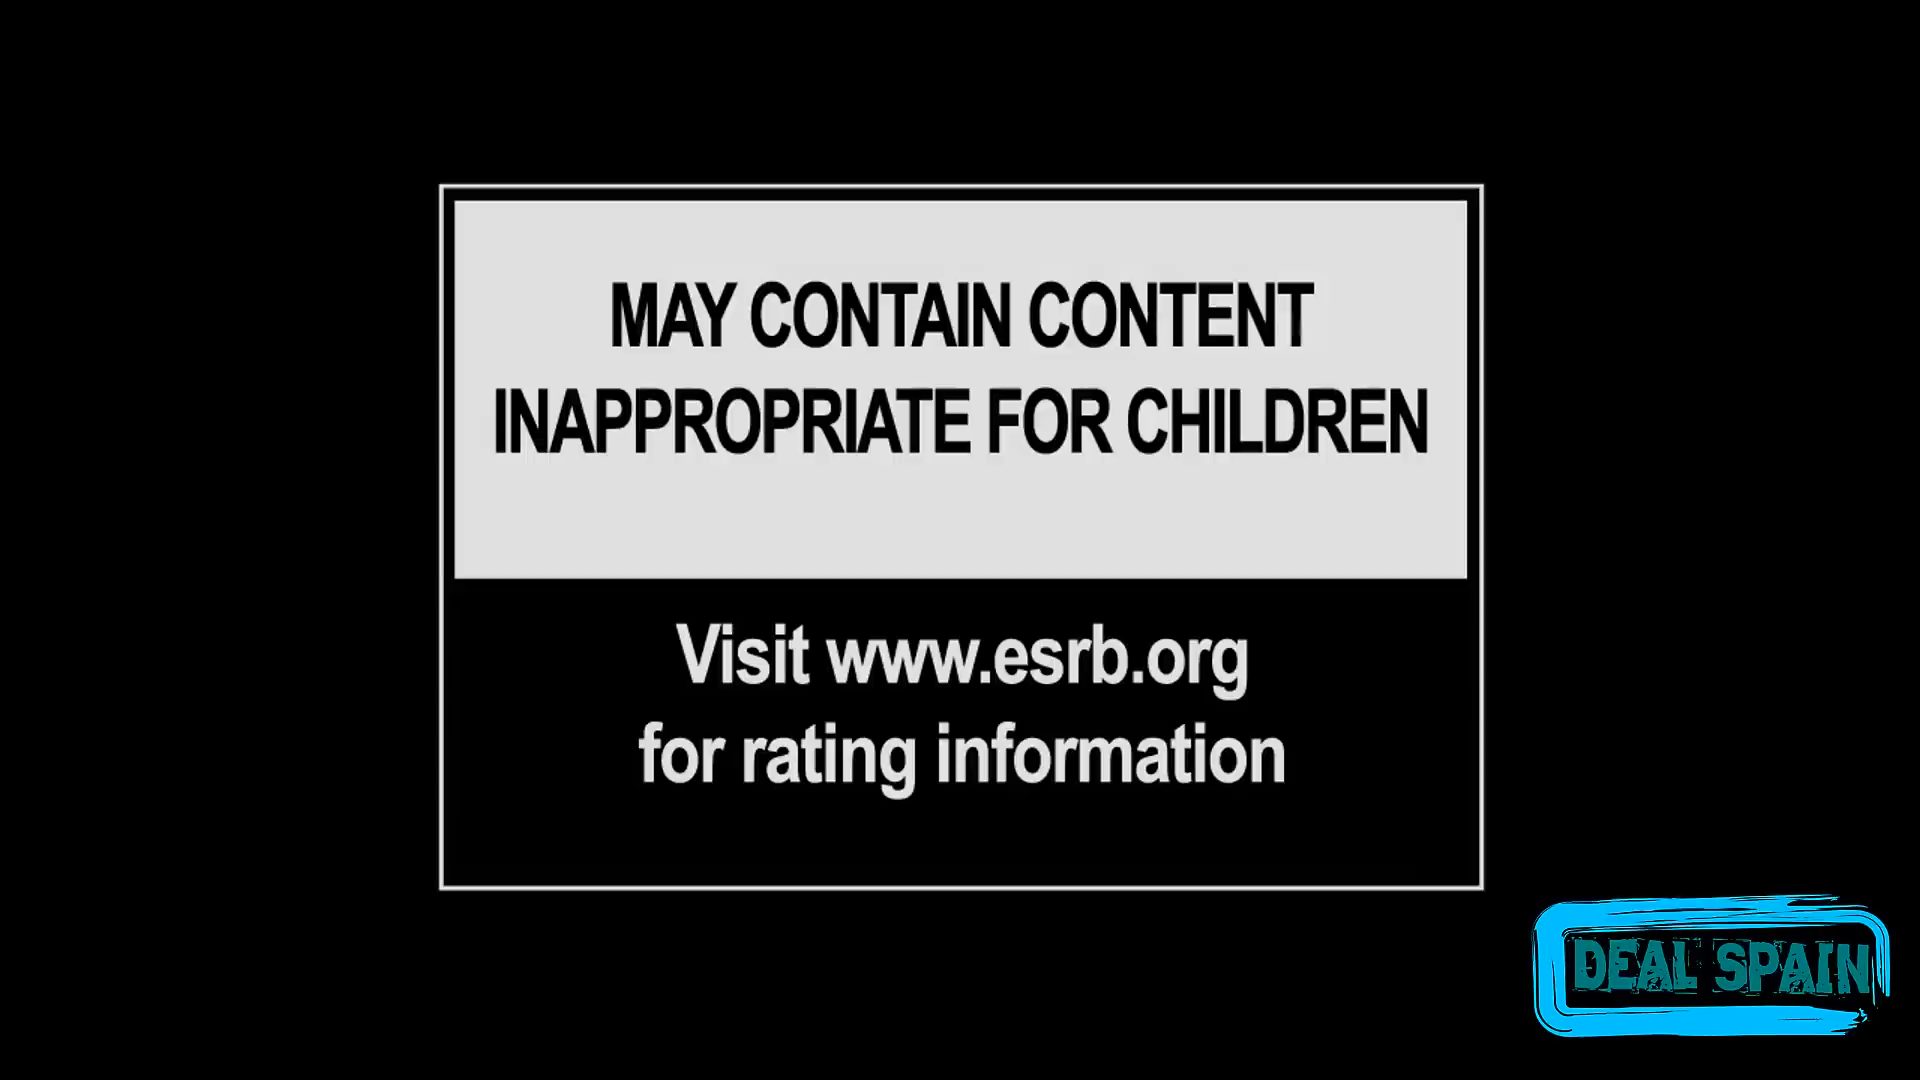 MAY CONTAIN CONTENT
INAPPROPRIATE FOR CHILDREN
Visit www.esrb.org
for rating information
DEAL SPAIN